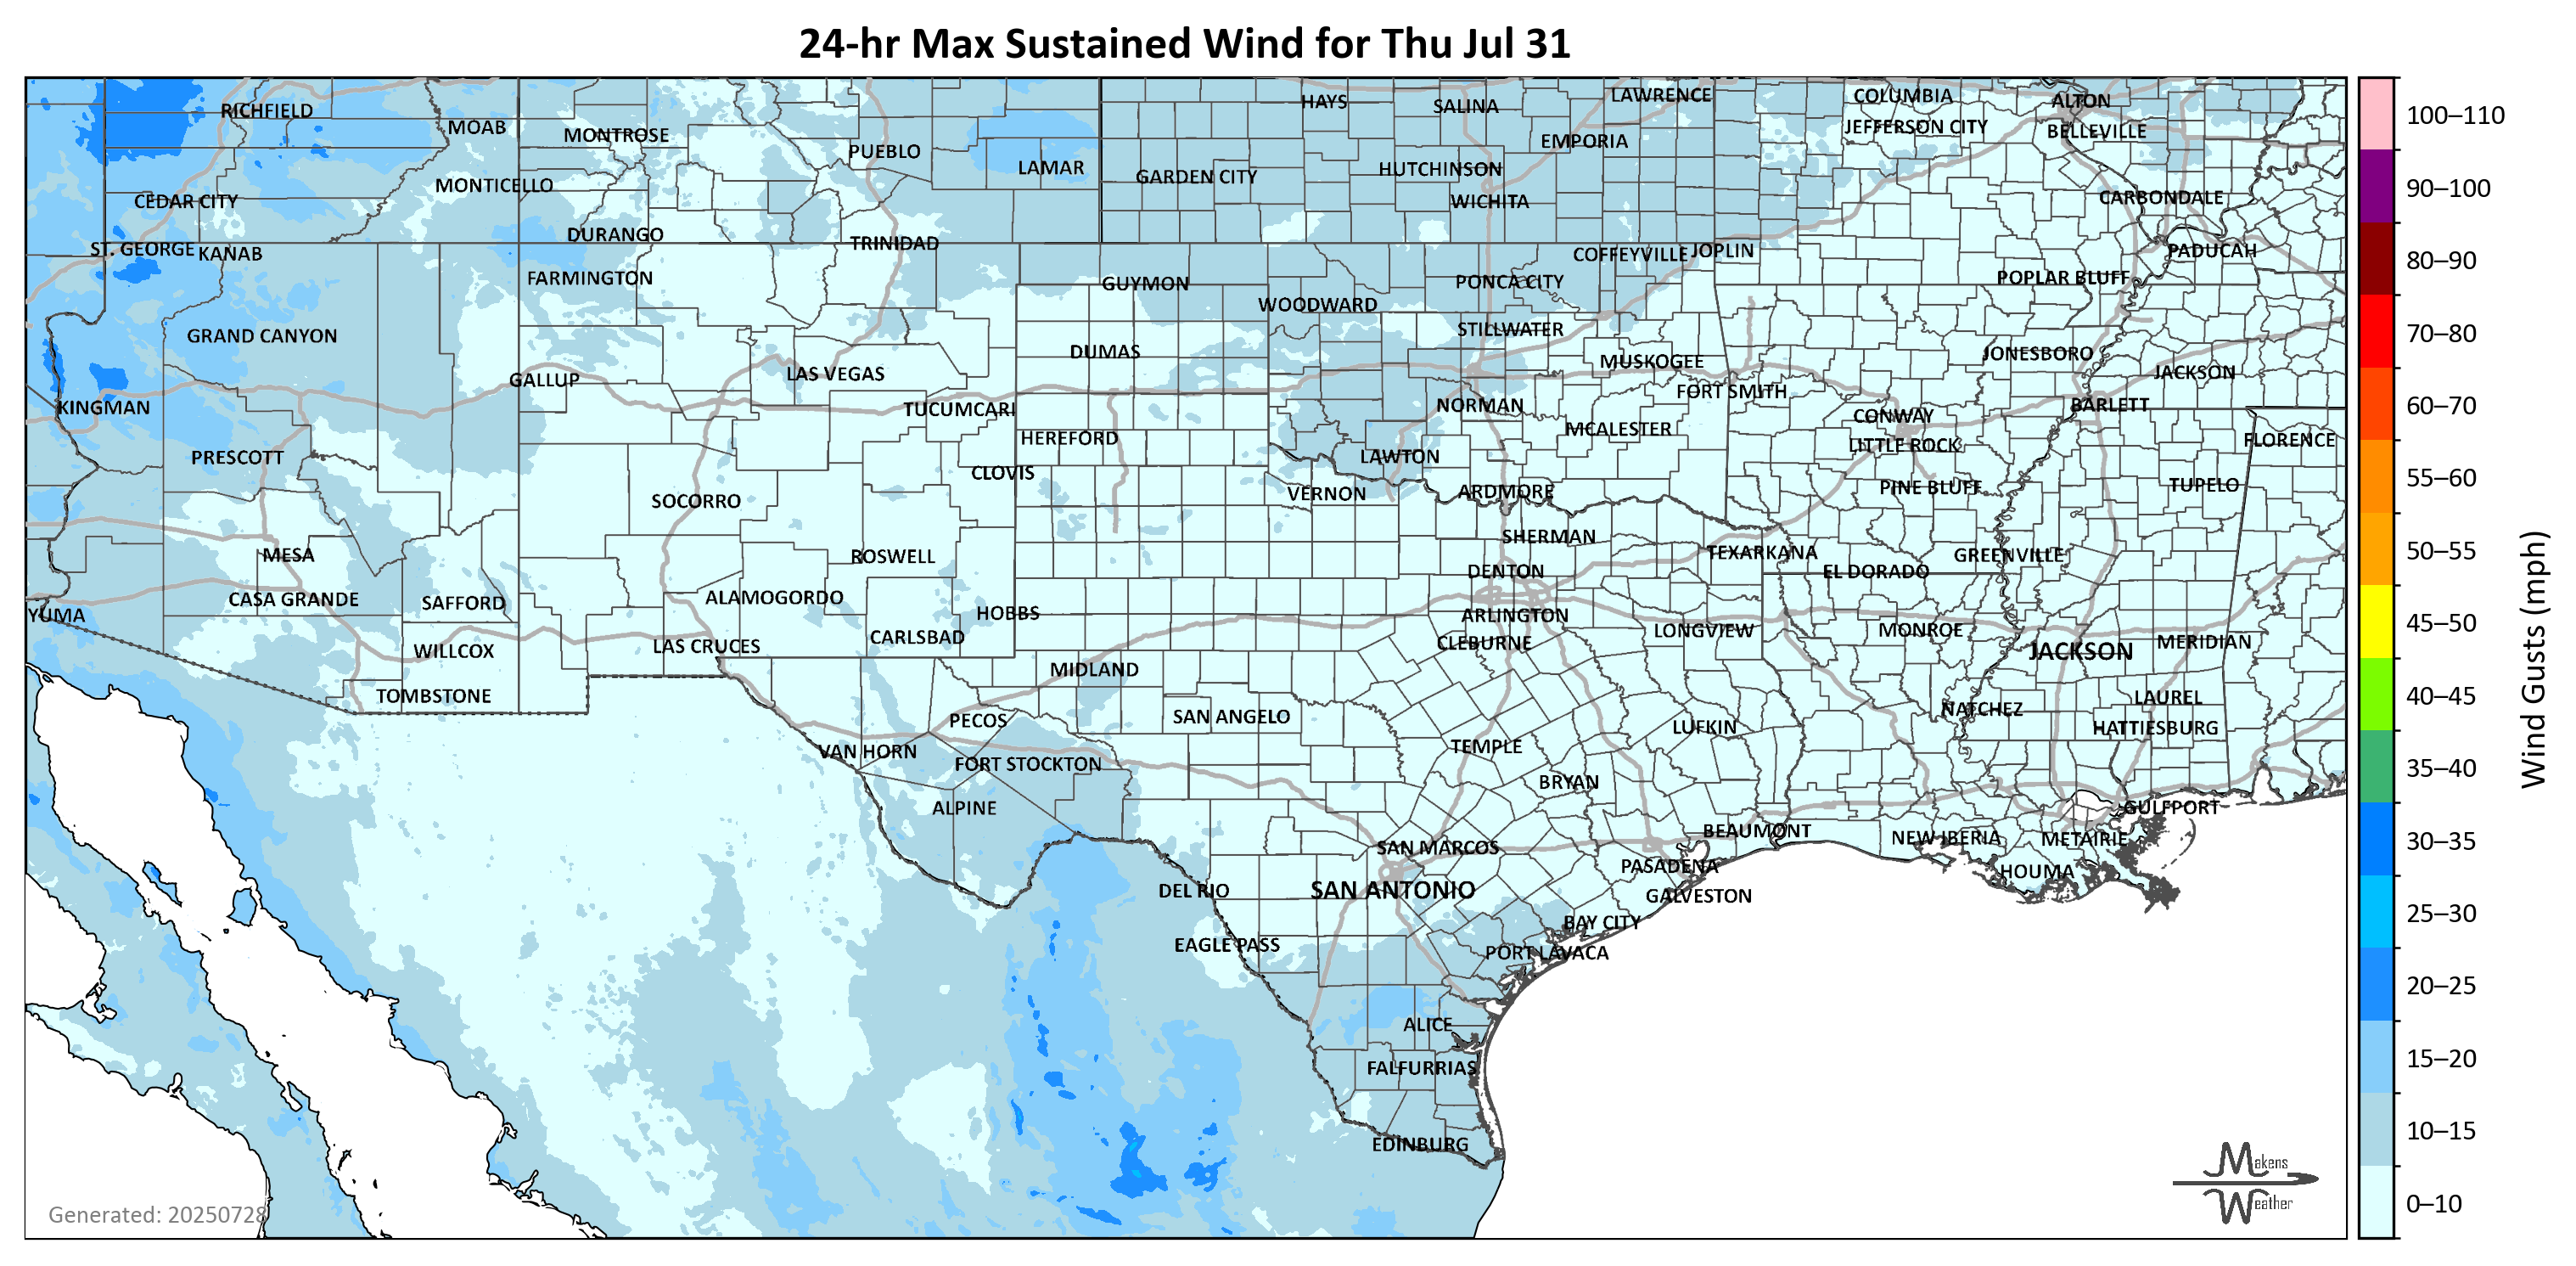 24-hr Max Sustained Wind for Thu Jul 31
HAYS
SALINA
LAWRENCE
COLUMBIA
ALTON
RICHFIELD
MOAB
MONTROSE
PUEBLO
EMPORIA
JEFFERSON CITY
BELLEVILLE
LAMAR
GARDEN CITY
HUTCHINSON
MONTICELLO
CEDAR CITY
WICHITA
CARBONDALE
DURANGO
TRINIDAD
ST. GEORGE
KANAB
COFFEYVILLE
JOPLIN
PADUCAH
FARMINGTON
GUYMON
PONCA CITY
POPLAR BLUFF
WOODWARD
GRAND CANYON
STILLWATER
DUMAS
MUSKOGEE
JONESBORO
GALLUP
LAS VEGAS
JACKSON
FORT SMITH
KINGMAN
TUCUMCARI
NORMAN
CONWAY
BARLETT
HEREFORD
MCALESTER
LITTLE ROCK
FLORENCE
PRESCOTT
LAWTON
CLOVIS
SOCORRO
VERNON
ARDMORE
PINE BLUFF
TUPELO
SHERMAN
MESA
ROSWELL
TEXARKANA
GREENVILLE
DENTON
EL DORADO
CASA GRANDE
SAFFORD
ALAMOGORDO
HOBBS
ARLINGTON
YUMA
CARLSBAD
CLEBURNE
LONGVIEW
MONROE
MERIDIAN
WILLCOX
LAS CRUCES
JACKSON
MIDLAND
TOMBSTONE
LAUREL
PECOS
SAN ANGELO
NATCHEZ
LUFKIN
HATTIESBURG
VAN HORN
FORT STOCKTON
TEMPLE
BRYAN
ALPINE
GULFPORT
BEAUMONT
NEW IBERIA
METAIRIE
SAN MARCOS
PASADENA
HOUMA
DEL RIO
SAN ANTONIO
GALVESTON
BAY CITY
EAGLE PASS
PORT LAVACA
ALICE
FALFURRIAS
EDINBURG
Generated: 20250728
Makens
Weather
100–110
90–100
80–90
70–80
60–70
55–60
50–55
45–50
40–45
35–40
30–35
25–30
20–25
15–20
10–15
0–10
Wind Gusts (mph)